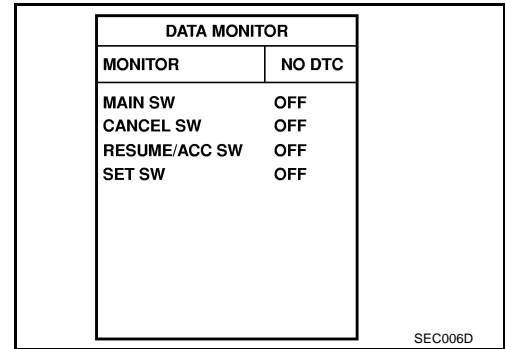 DATA MONITOR
MONITOR NO DTC
MAIN SW OFF
CANCEL SW OFF
RESUME/ACC SW OFF
SET SW OFF
SEC006D